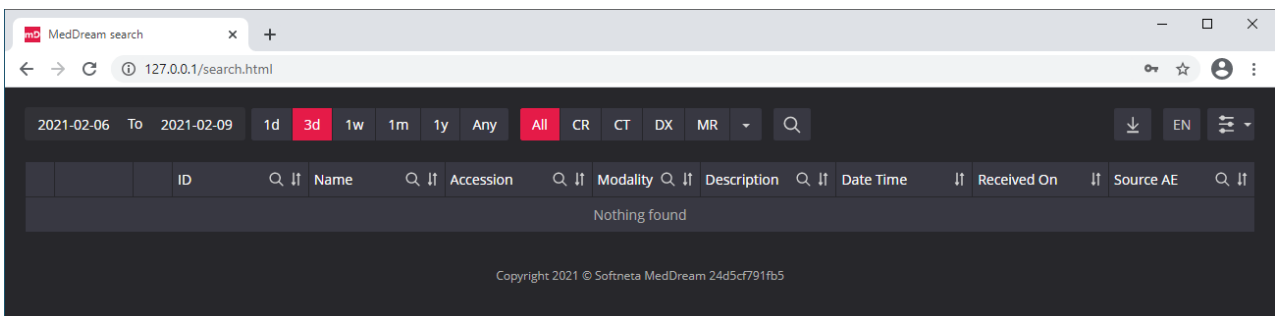 mD MedDream search
127.0.0.1/search.html
2021-02-06 To 2021-02-09 1d 3d 1w 1m 1y Any All CR CT DX MR EN
ID Name Accession Modality Description Date Time Received On Source AE
Nothing found
Copyright 2021 © Softneta MedDream 24d5cf791fb5